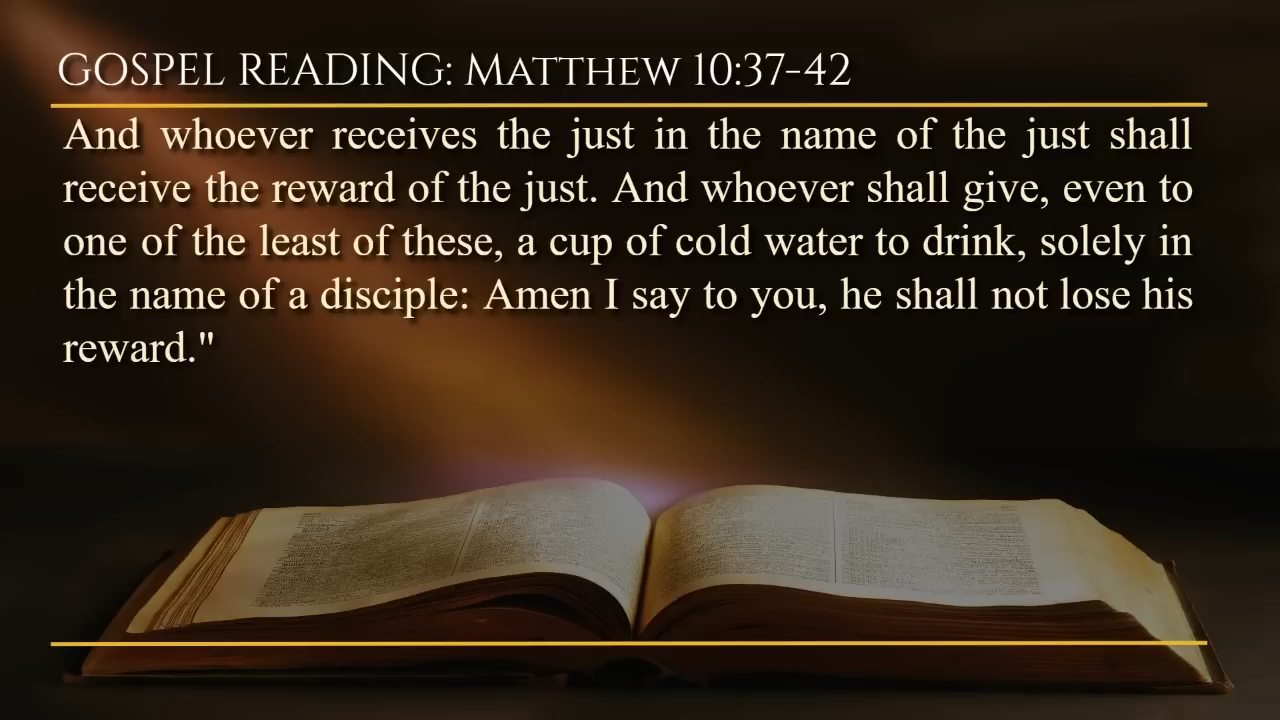 GOSPEL READING: MATTHEW 10:37-42
And whoever receives the just in the name of the just shall
receive the reward of the just. And whoever shall give, even to
one of the least of these, a cup of cold water to drink, solely in
the name of a disciple: Amen I say to you, he shall not lose his
reward."